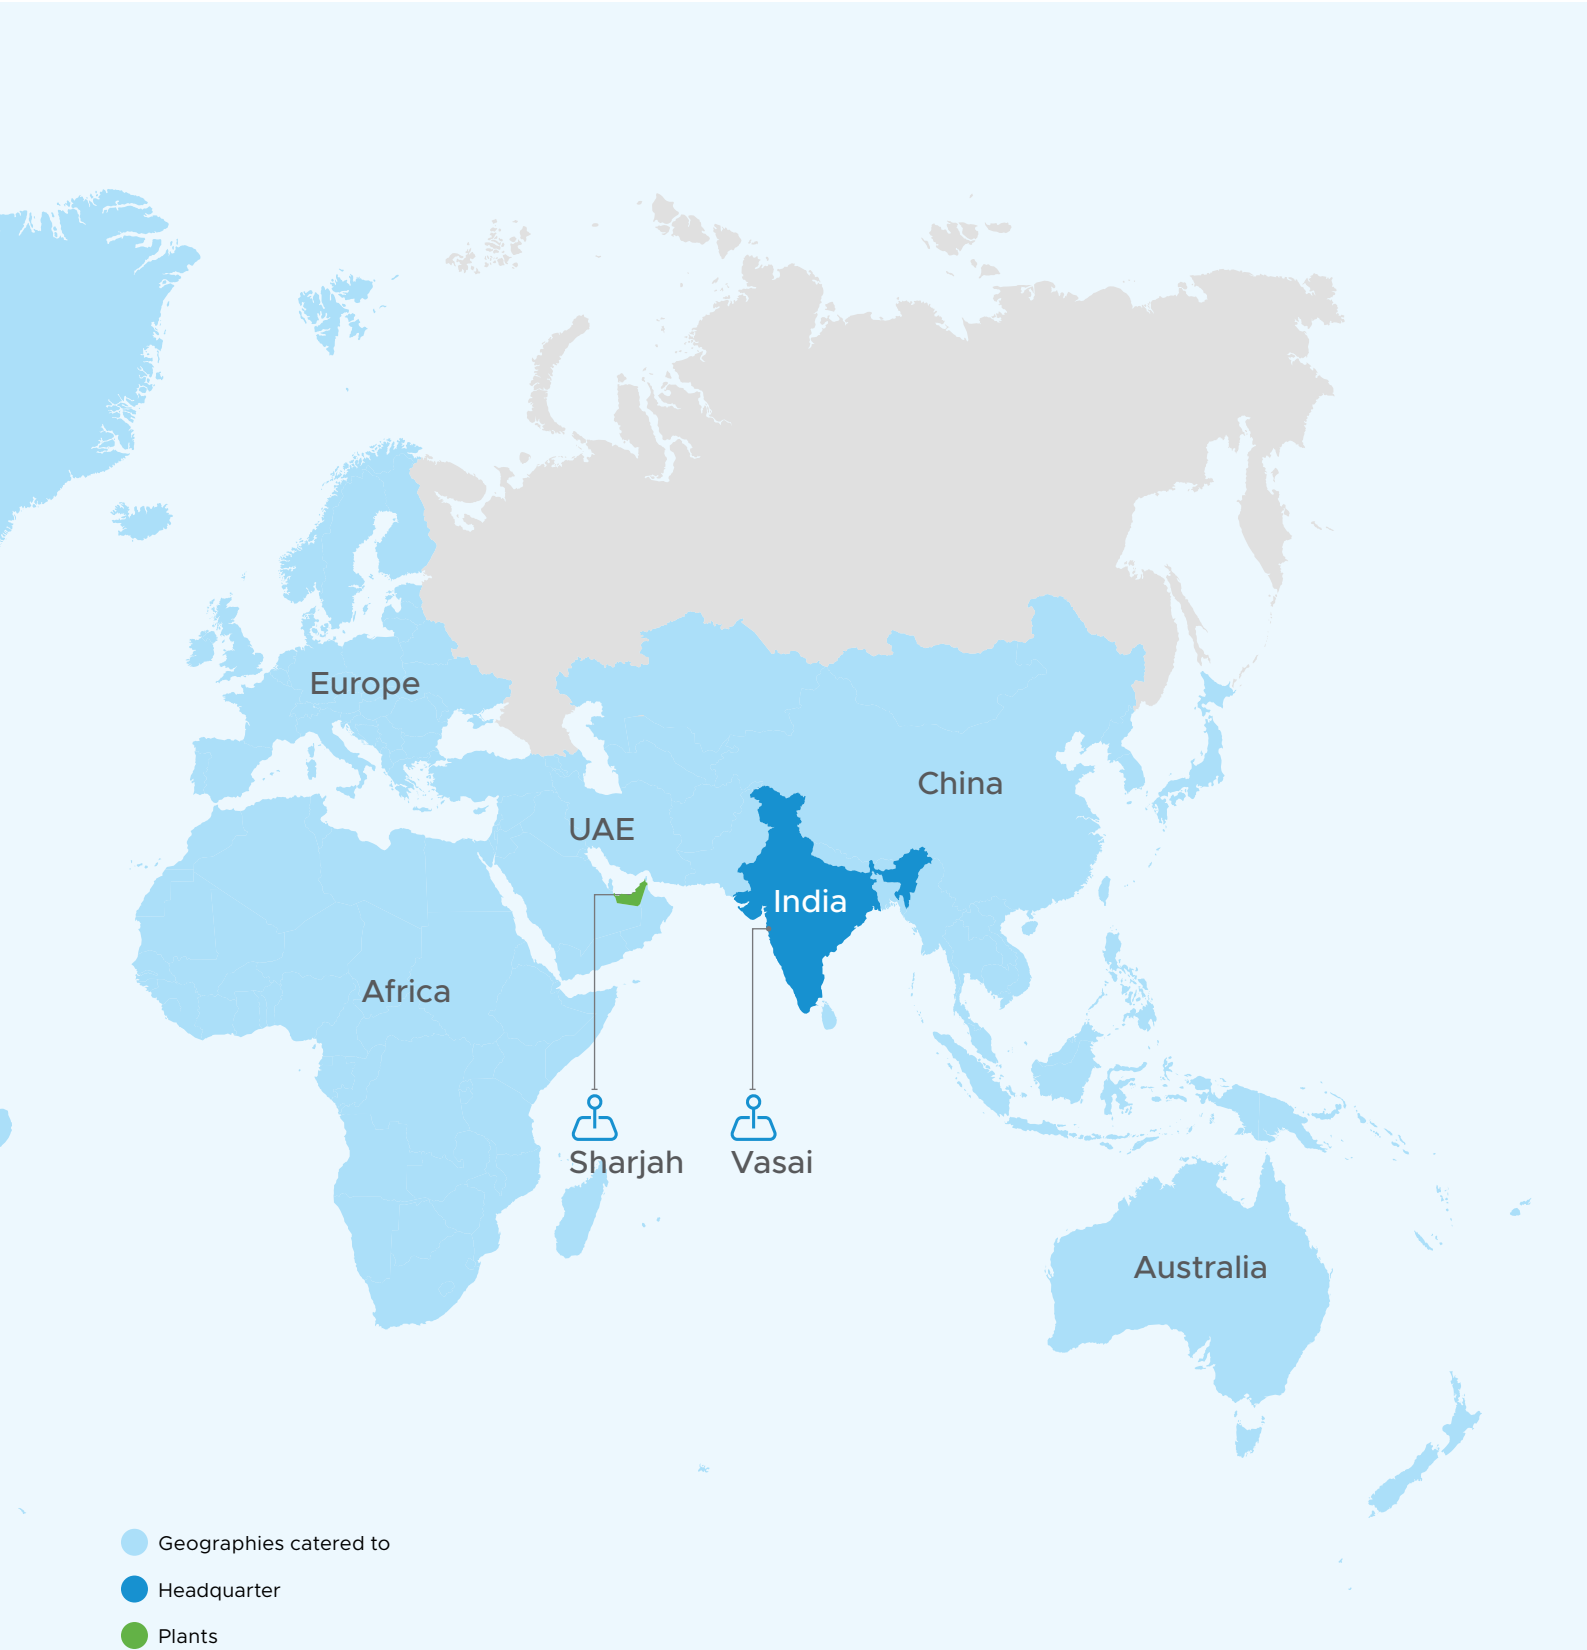 Europe
China
UAE
India
Africa
Sharjah
Vasai
Australia
Geographies catered to
Headquarter
Plants